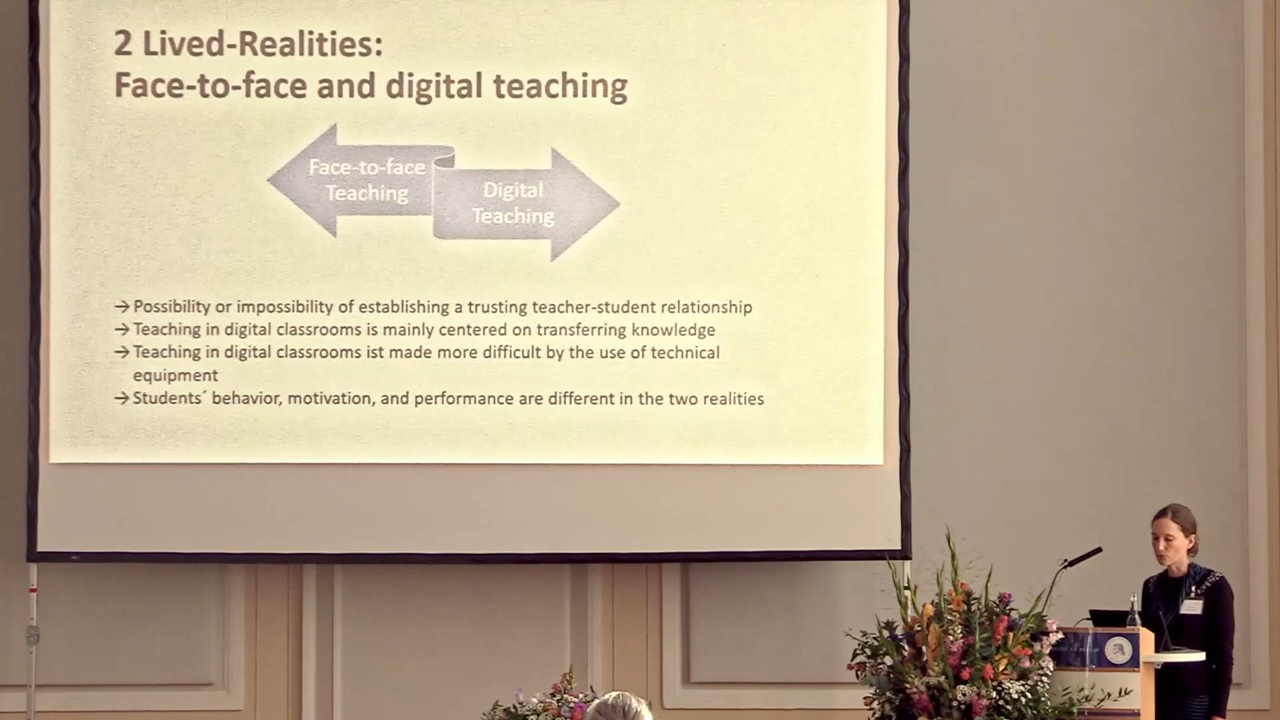 2 Lived-Realities:
Face-to-face and digital teaching
Face-to-face
Teaching
Digital
Teaching
→ Possibility or impossibility of establishing a trusting teacher-student relationship
→ Teaching in digital classrooms is mainly centered on transferring knowledge
→ Teaching in digital classrooms ist made more difficult by the use of technical
equipment
→ Students´ behavior, motivation, and performance are different in the two realities